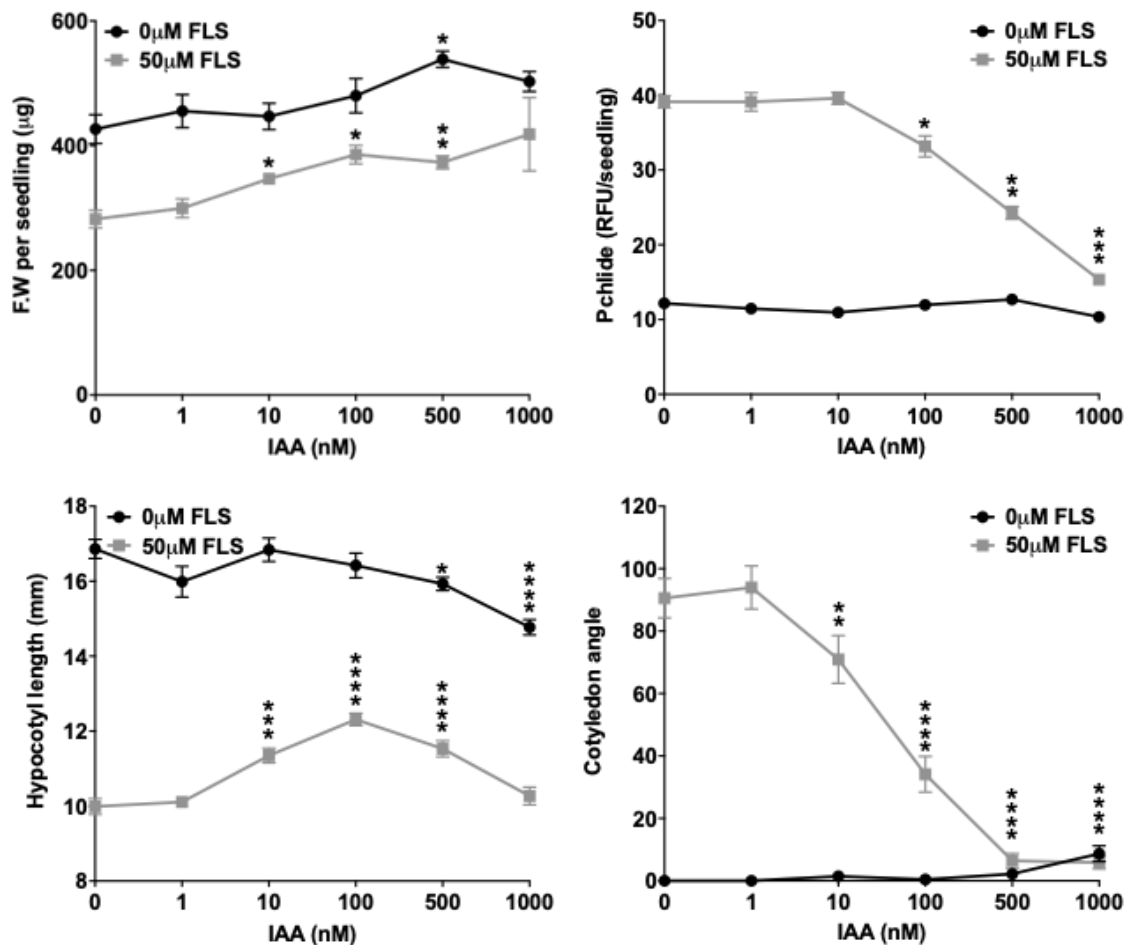 600
400
200
0
F.W per seedling (μg)
0μM FLS
50μM FLS
*
*
*
**
0 1 10 100 500 1000
IAA (nM)
50
40
30
20
10
0
Pchlide (RFU/seedling)
0μM FLS
50μM FLS
*
**
***
0 1 10 100 500 1000
IAA (nM)
18
16
14
12
10
8
Hypocotyl length (mm)
0μM FLS
50μM FLS
*
****
***
****
****
0 1 10 100 500 1000
IAA (nM)
120
100
80
60
40
20
0
Cotyledon angle
0μM FLS
50μM FLS
**
****
****
****
0 1 10 100 500 1000
IAA (nM)